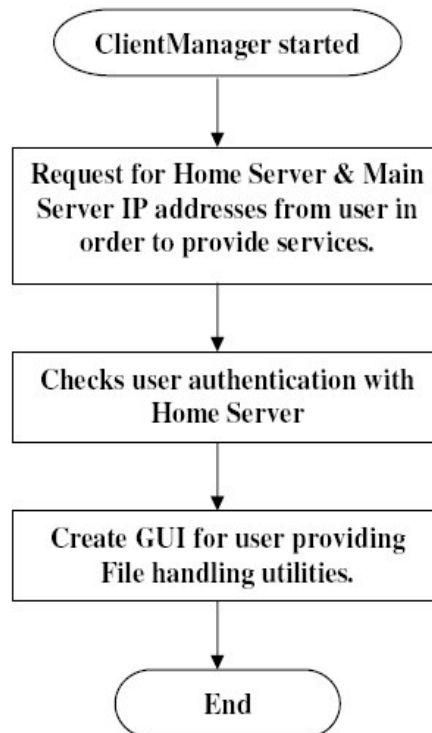 ClientManager started
Request for Home Server & Main
Server IP addresses from user in
order to provide services.
Checks user authentication with
Home Server
Create GUI for user providing
File handling utilities.
End